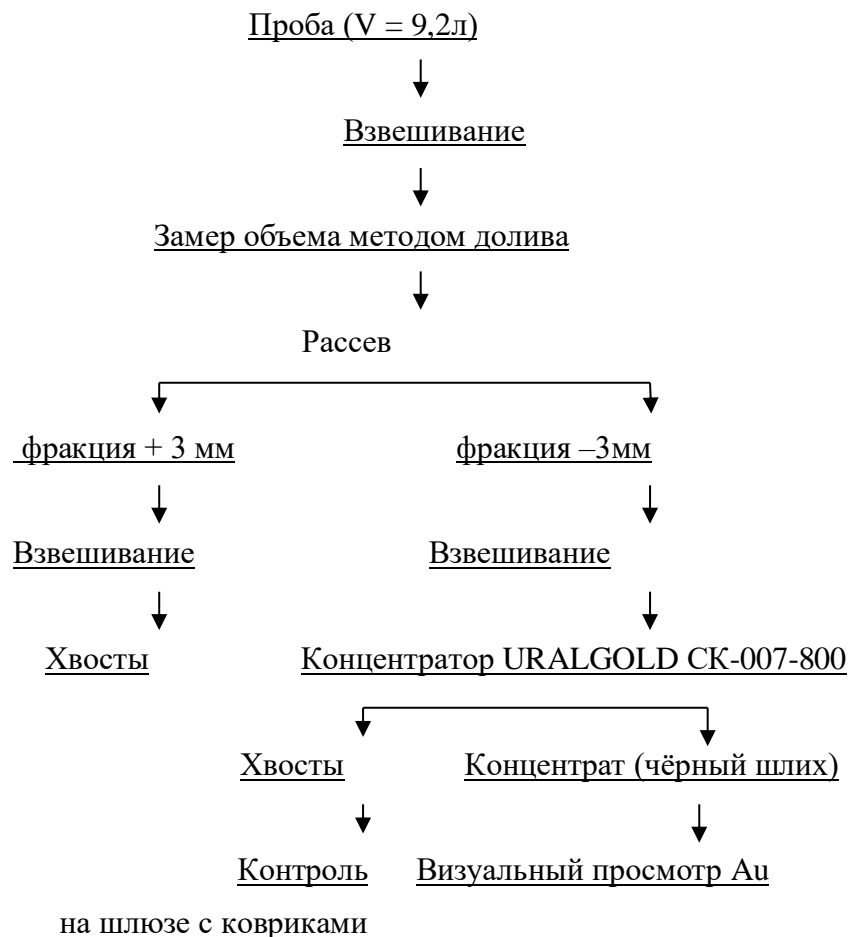 Проба (V = 9,2л)
Взвешивание
Замер объема методом долива
Рассев
фракция + 3 мм фракция –3мм
Взвешивание Взвешивание
Хвосты Концентратор URALGOLD СК-007-800
Хвосты Концентрат (чёрный шлих)
Контроль Визуальный просмотр Au
на шлюзе с ковриками